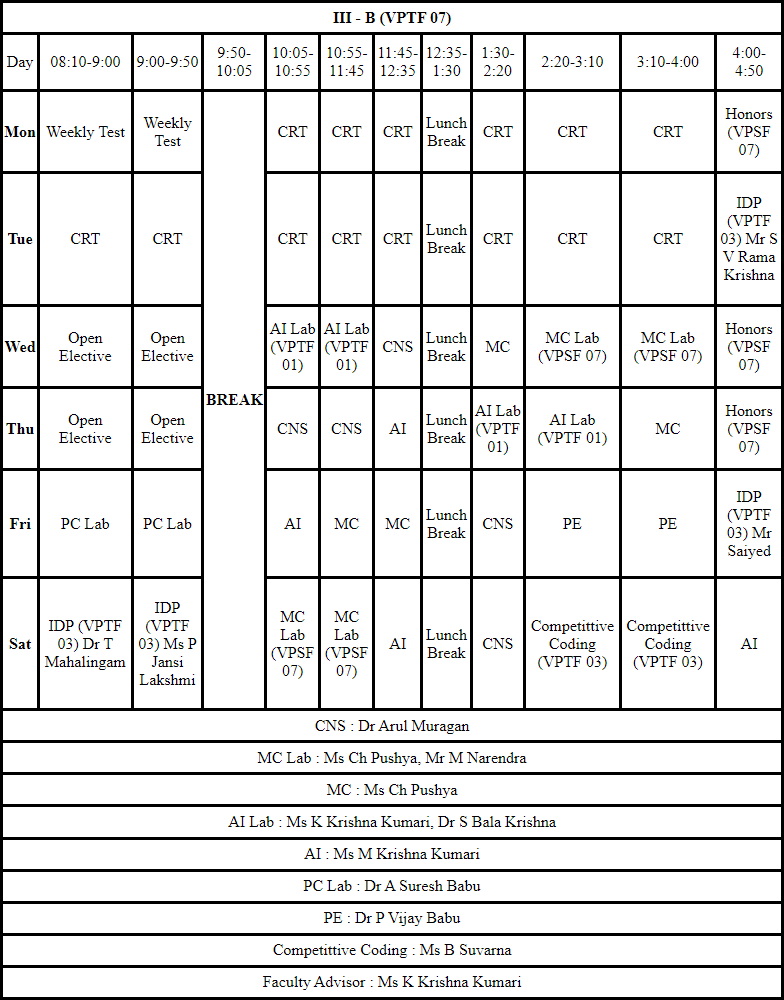 III - B (VPTF 07)
Day 08:10-9:00 9:00-9:50 9:50-10:05 10:05-10:55 10:55-11:45 11:45-12:35 12:35-1:30 1:30-2:20 2:20-3:10 3:10-4:00 4:00-4:50
Mon Weekly Test Weekly Test CRT CRT CRT Lunch Break CRT CRT CRT Honors (VPSF 07)
Tue CRT CRT CRT CRT CRT Lunch Break CRT CRT CRT IDP (VPTF 03) Mr S V Rama Krishna
Wed Open Elective Open Elective AI Lab (VPTF 01) AI Lab (VPTF 01) CNS Lunch Break MC MC Lab (VPSF 07) MC Lab (VPSF 07) Honors (VPSF 07)
BREAK
Thu Open Elective Open Elective CNS CNS AI Lunch Break AI Lab (VPTF 01) AI Lab (VPTF 01) MC Honors (VPSF 07)
Fri PC Lab PC Lab AI MC MC Lunch Break CNS PE PE IDP (VPTF 03) Mr Saiyed
Sat IDP (VPTF 03) Dr T Mahalingam IDP (VPTF 03) Ms P Jansi Lakshmi MC Lab (VPSF 07) MC Lab (VPSF 07) AI Lunch Break CNS Competittive Coding (VPTF 03) Competittive Coding (VPTF 03) AI
CNS : Dr Arul Muragan
MC Lab : Ms Ch Pushya, Mr M Narendra
MC : Ms Ch Pushya
AI Lab : Ms K Krishna Kumari, Dr S Bala Krishna
AI : Ms M Krishna Kumari
PC Lab : Dr A Suresh Babu
PE : Dr P Vijay Babu
Competittive Coding : Ms B Suvarna
Faculty Advisor : Ms K Krishna Kumari